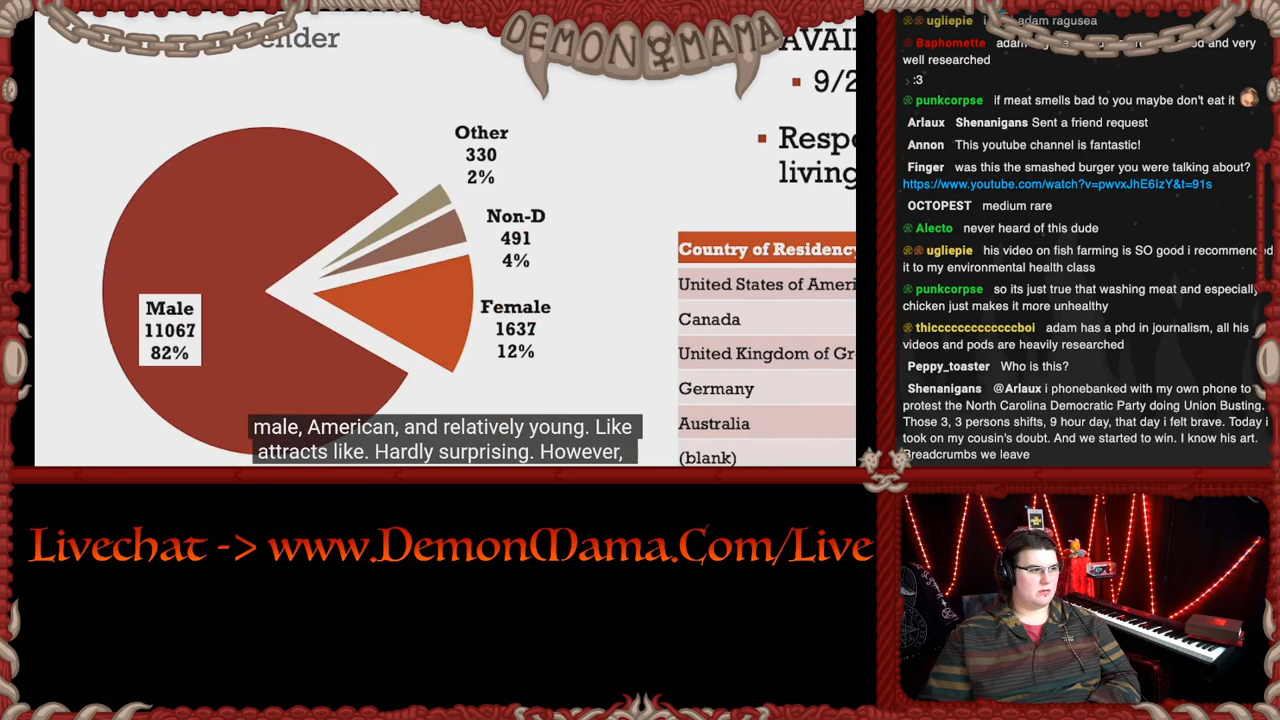 ender
DEMON MAMA
AVAI
9/2
Respo
living
Other
330
2%
Non-D
491
4%
Female
1637
12%
Male
11067
82%
male, American, and relatively young. Like
attracts like. Hardly surprising. However,
Country of Residency
United States of Ameri
Canada
United Kingdom of Gr
Germany
Australia
(blank)
ugliepie adam ragusea
Baphomette and very
well researched
:3
punkcorpse if meat smells bad to you maybe don't eat it
Arlaux Shenanigans Sent a friend request
Annon This youtube channel is fantastic!
Finger was this the smashed burger you were talking about?
https://www.youtube.com/watch?v=pwvxJhE6IzY&t=91s
OCTOPEST medium rare
Alecto never heard of this dude
ugliepie his video on fish farming is SO good i recommenced
it to my environmental health class
punkcorpse so its just true that washing meat and especially
chicken just makes it more unhealthy
thicccccccccccccboi adam has a phd in journalism, all his
videos and pods are heavily researched
Peppy_toaster Who is this?
Shenanigans @Arlaux i phonebanked with my own phone to
protest the North Carolina Democratic Party doing Union Busting.
Those 3, 3 persons shifts, 9 hour day, that day i felt brave. Today i
took on my cousin's doubt. And we started to win. I know his art.
Breadcrumbs we leave
Livechat -> www.DemonMama.Com/Live